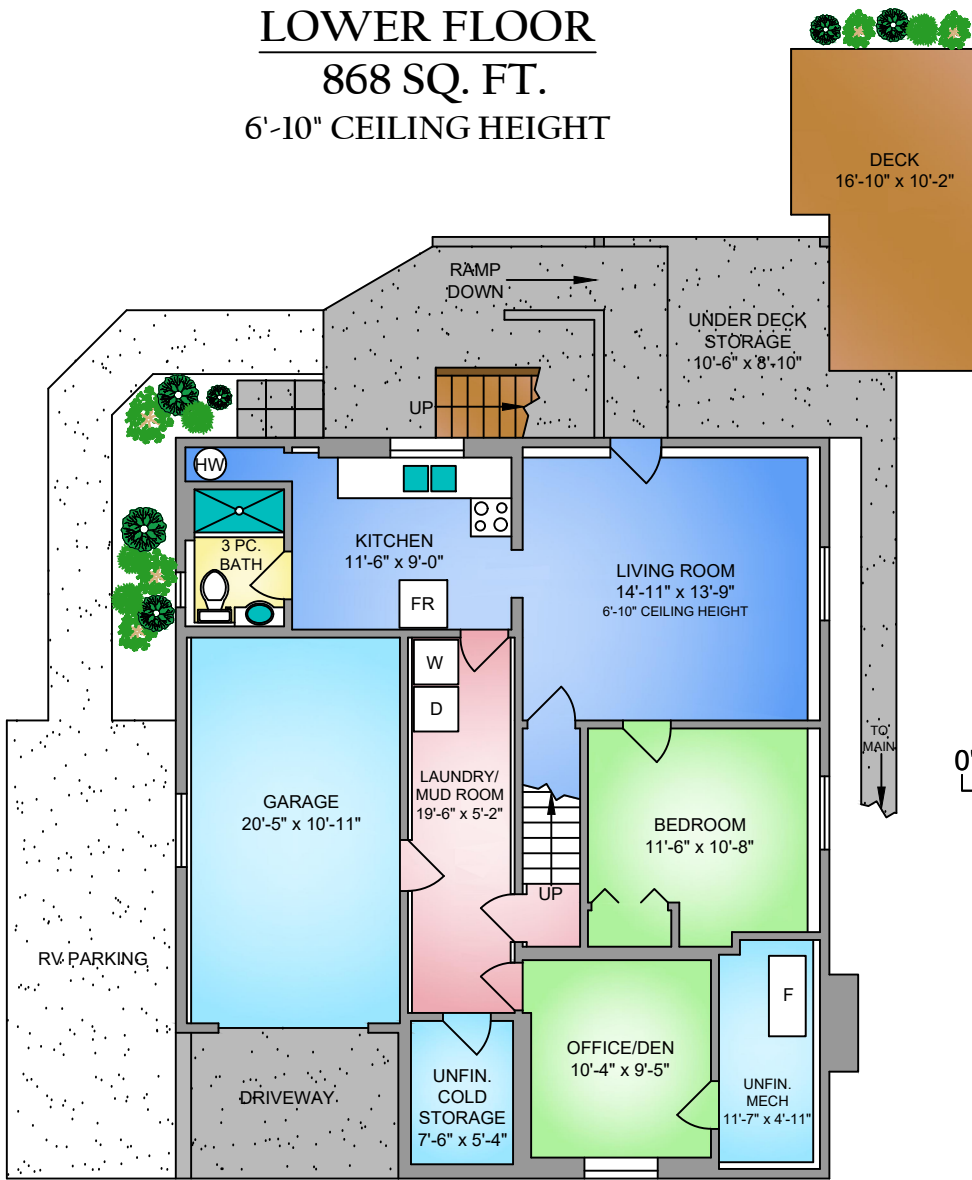 LOWER FLOOR
868 SQ. FT.
6'-10" CEILING HEIGHT
DECK
16'-10" x 10'-2"
RAMP
DOWN
UNDER DECK
STORAGE
10'-6" x 8'-10"
UP
HW
3 PC.
BATH
KITCHEN
11'-6" x 9'-0"
FR
LIVING ROOM
14'-11" x 13'-9"
6'-10" CEILING HEIGHT
W
D
TO
MAIN
0'
GARAGE
20'-5" x 10'-11"
LAUNDRY/
MUD ROOM
19'-6" x 5'-2"
BEDROOM
11'-6" x 10'-8"
UP
RV PARKING
F
OFFICE/DEN
10'-4" x 9'-5"
UNFIN.
MECH
11'-7" x 4'-11"
UNFIN.
COLD
STORAGE
7'-6" x 5'-4"
DRIVEWAY